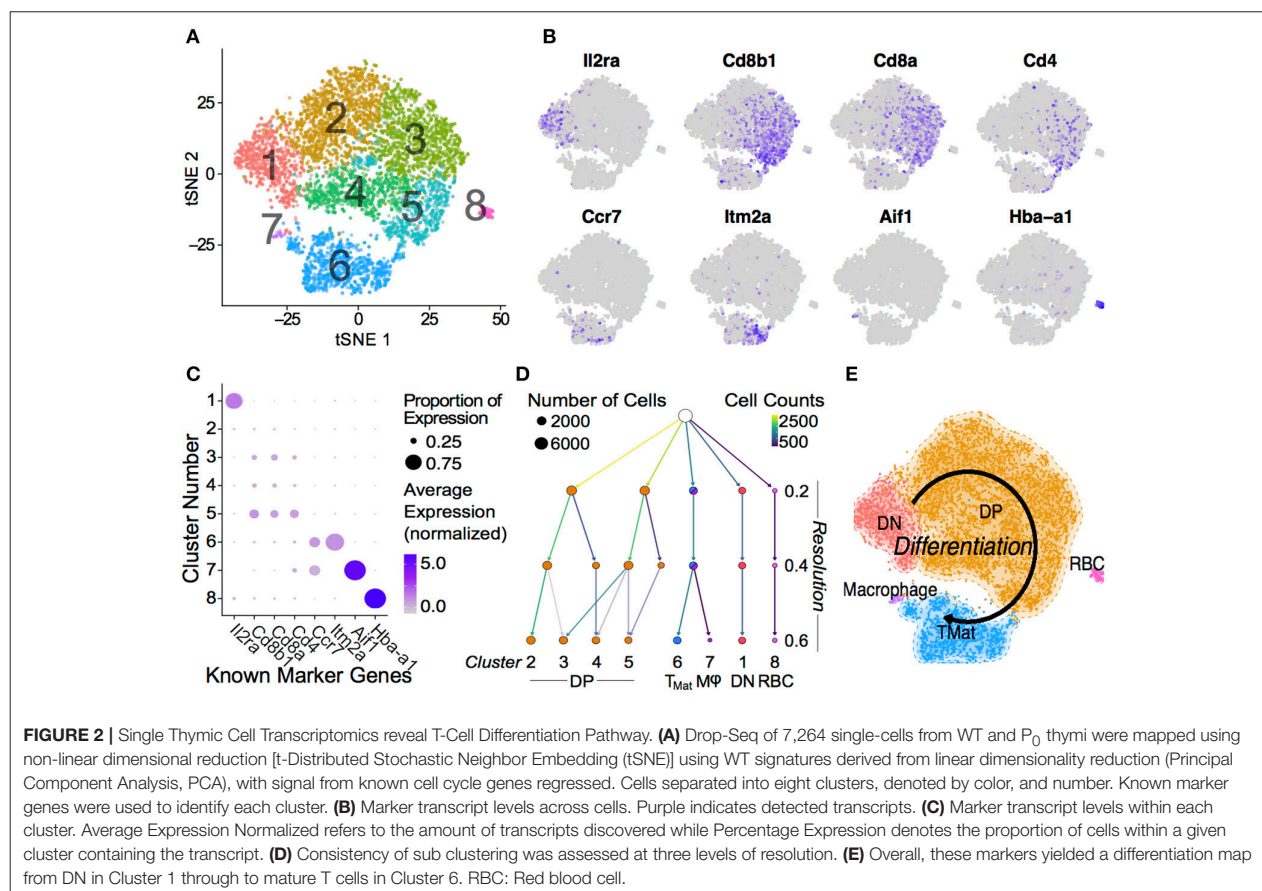 A
tSNE 2
25
0
−25
−25
0
25
50
tSNE 1
1
2
3
4
5
6
7
8
B
Il2ra
Cd8b1
Cd8a
Cd4
Ccr7
Itm2a
Aif1
Hba−a1
C
Cluster Number
1
2
3
4
5
6
7
8
Il2ra
Cd8b1
Cd8a
Cd4
Ccr7
Itm2a
Aif1
Hba-a1
Known Marker Genes
Proportion of
Expression
0.25
0.75
Average
Expression
(normalized)
5.0
0.0
D
Number of Cells
2000
6000
Cell Counts
2500
500
0.2
0.4
0.6
Resolution
Cluster 2 3 4 5 6 7 1 8
DP TMat Mφ DN RBC
E
DN
DP
Differentiation
RBC
Macrophage
TMat
FIGURE 2 | Single Thymic Cell Transcriptomics reveal T-Cell Differentiation Pathway. (A) Drop-Seq of 7,264 single-cells from WT and P0 thymi were mapped using
non-linear dimensional reduction [t-Distributed Stochastic Neighbor Embedding (tSNE)] using WT signatures derived from linear dimensionality reduction (Principal
Component Analysis, PCA), with signal from known cell cycle genes regressed. Cells separated into eight clusters, denoted by color, and number. Known marker
genes were used to identify each cluster. (B) Marker transcript levels across cells. Purple indicates detected transcripts. (C) Marker transcript levels within each
cluster. Average Expression Normalized refers to the amount of transcripts discovered while Percentage Expression denotes the proportion of cells within a given
cluster containing the transcript. (D) Consistency of sub clustering was assessed at three levels of resolution. (E) Overall, these markers yielded a differentiation map
from DN in Cluster 1 through to mature T cells in Cluster 6. RBC: Red blood cell.